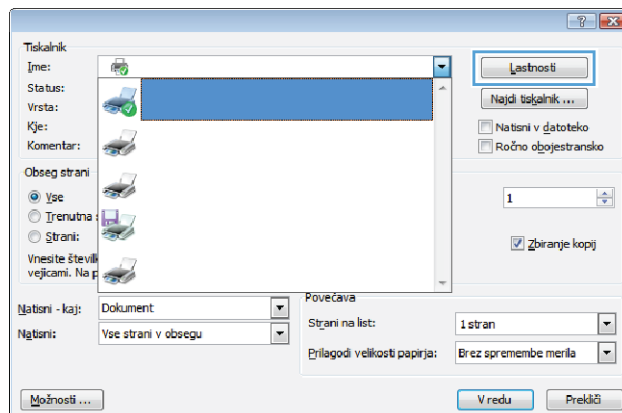 Tiskalnik
Ime:
Lastnosti
Status:
Najdi tiskalnik ...
Vrsta:
Kje:
Natisni v datoteko
Komentar:
Ročno obojestransko
Obseg strani
Vse
1
Trenutna
Strani:
Zbiranje kopij
Vnesite števil
vejicami. Na p
Povečava
Natisni - kaj:
Dokument
Strani na list:
1 stran
Natisni:
Vse strani v obsegu
Prilagodi velikosti papirja:
Brez spremembe merila
Možnosti ...
V redu
Prekliči